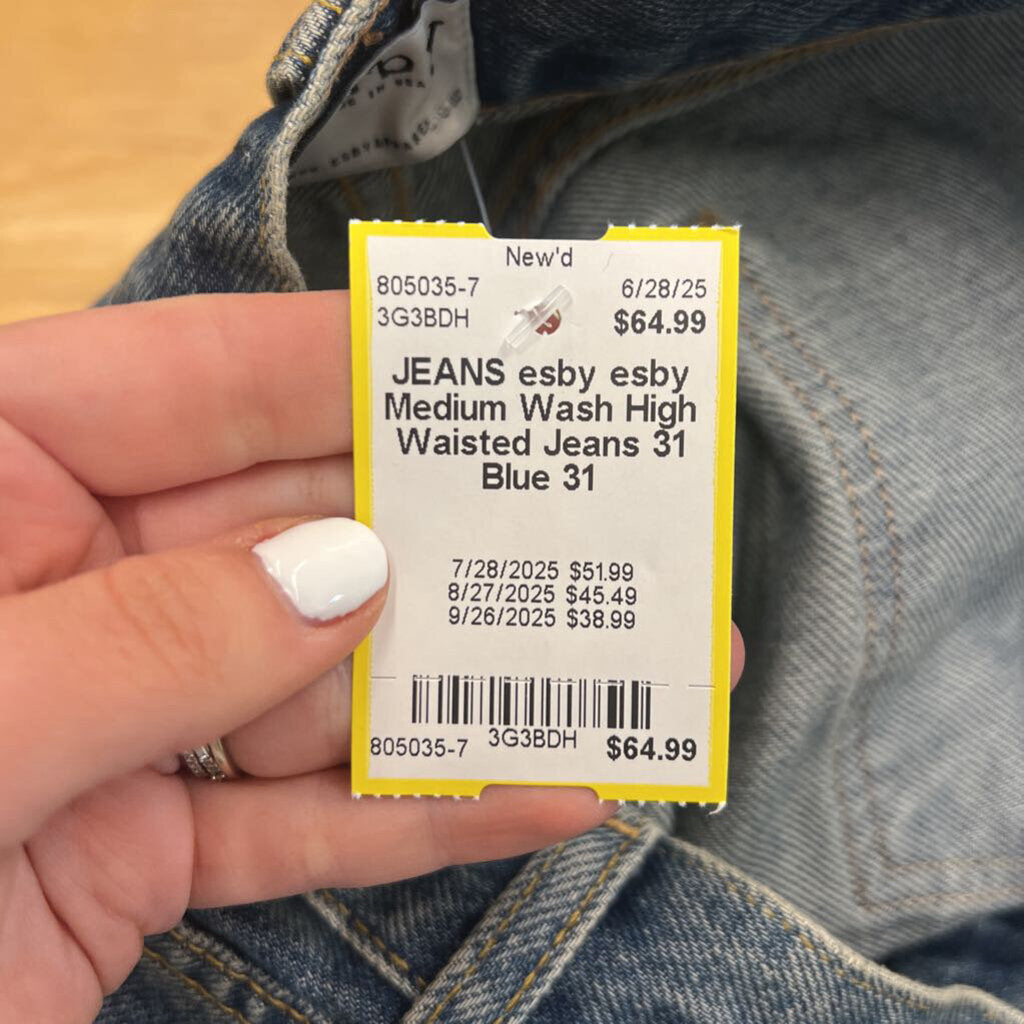 IN USA
New'd
805035-7 6/28/25
3G3BDH $64.99
JEANS esby esby
Medium Wash High
Waisted Jeans 31
Blue 31
7/28/2025 $51.99
8/27/2025 $45.49
9/26/2025 $38.99
805035-7 3G3BDH $64.99